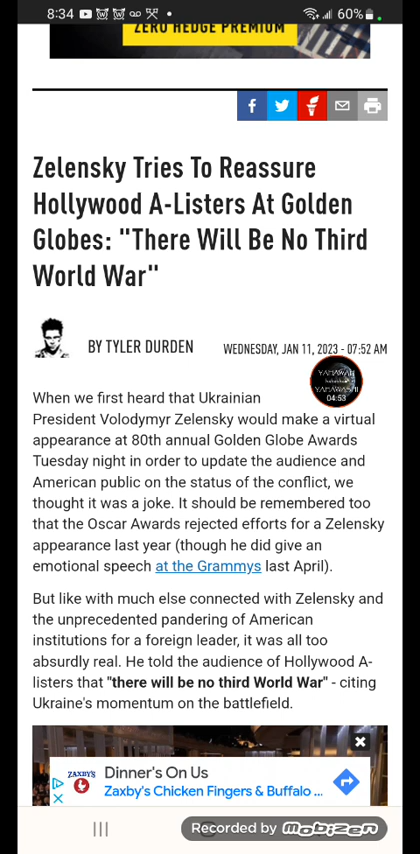 8:34
60%
ZERO HEDGE PREMIUM
Zelensky Tries To Reassure
Hollywood A-Listers At Golden
Globes: "There Will Be No Third
World War"
BY TYLER DURDEN
WEDNESDAY, JAN 11, 2023 - 07:52 AM
YAHAWAH
YAHAWASHI
04:53
When we first heard that Ukrainian
President Volodymyr Zelensky would make a virtual
appearance at 80th annual Golden Globe Awards
Tuesday night in order to update the audience and
American public on the status of the conflict, we
thought it was a joke. It should be remembered too
that the Oscar Awards rejected efforts for a Zelensky
appearance last year (though he did give an
emotional speech at the Grammys last April).
But like with much else connected with Zelensky and
the unprecedented pandering of American
institutions for a foreign leader, it was all too
absurdly real. He told the audience of Hollywood A-
listers that "there will be no third World War" - citing
Ukraine's momentum on the battlefield.
ZAXBY'S
Dinner's On Us
Zaxby's Chicken Fingers & Buffalo ...
Recorded by Mobizen